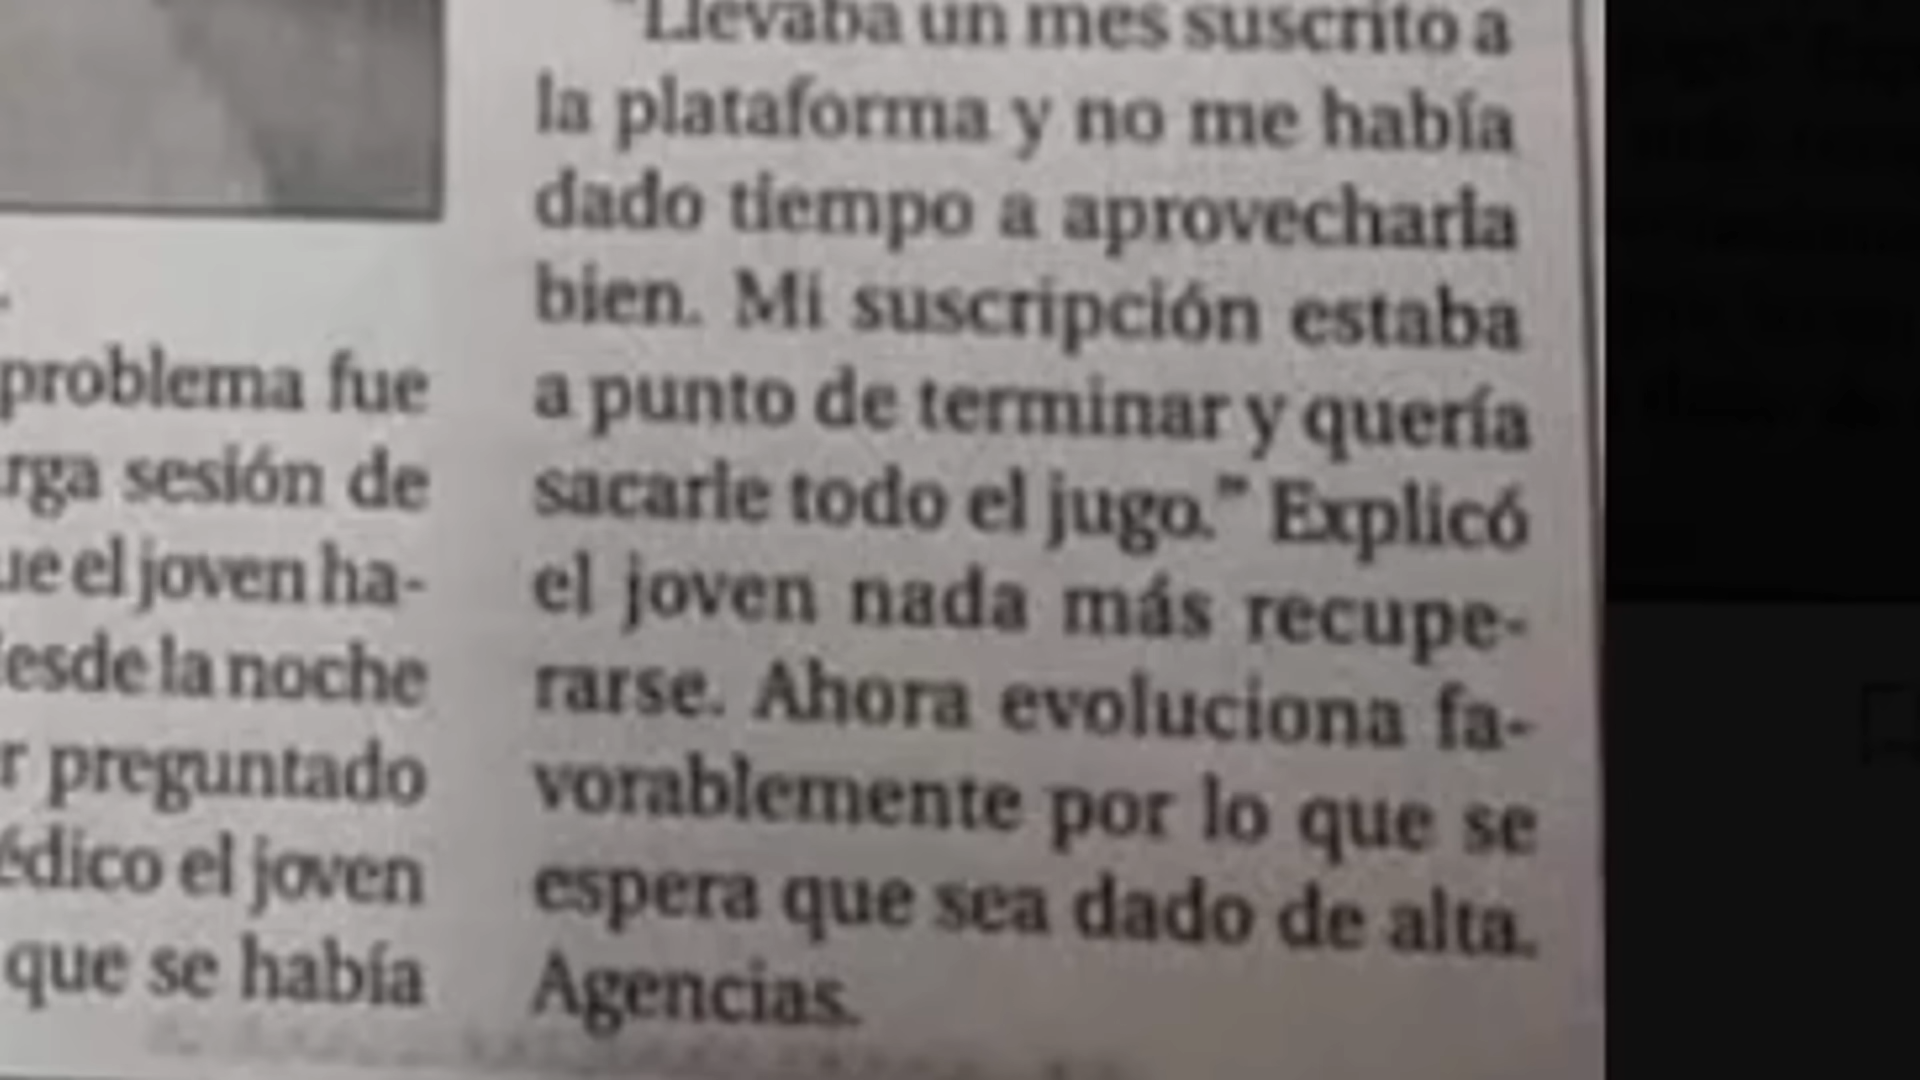 problema fue
sesión de
el joven ha-
la noche
preguntado
el joven
que se había
"Llevaba un mes suscrito a
la plataforma y no me había
dado tiempo a aprovecharla
bien. Mi suscripción estaba
a punto de terminar y quería
sacarle todo el jugo." Explicó
el joven nada más recupe-
rarse. Ahora evoluciona fa-
vorablemente por lo que se
espera que sea dado de alta.
Agencias.